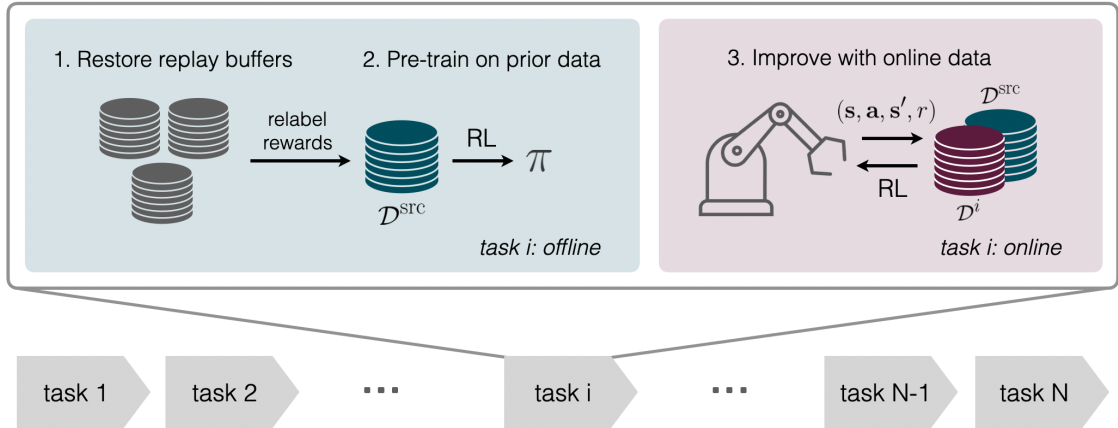 1. Restore replay buffers
2. Pre-train on prior data
relabel
rewards
RL
π
𝒟^src
task i: offline
3. Improve with online data
(s, a, s′, r)
𝒟^src
RL
𝒟^i
task i: online
task 1
task 2
...
task i
...
task N-1
task N